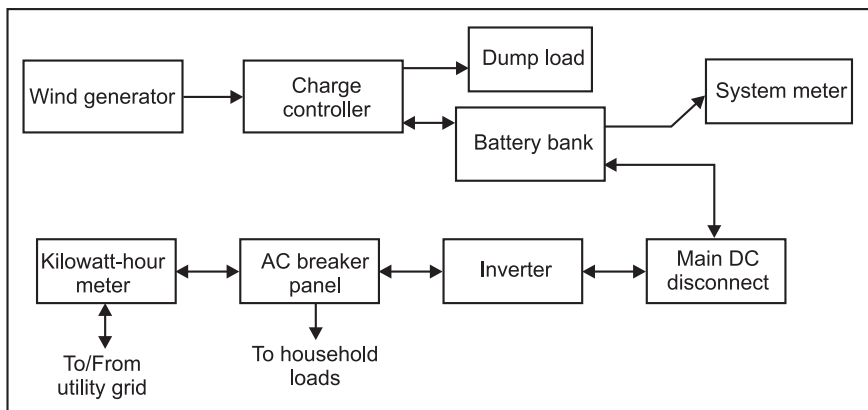 Dump load
Wind generator
Charge
controller
System meter
Battery bank
Kilowatt-hour
meter
AC breaker
panel
Inverter
Main DC
disconnect
To/From
utility grid
To household
loads